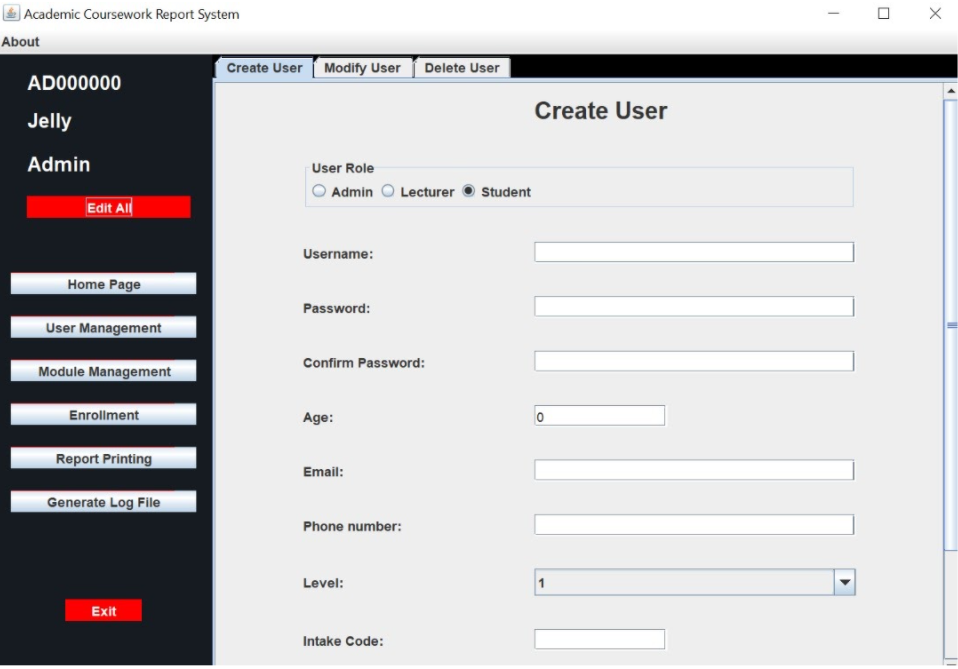 Academic Coursework Report System
About
AD000000
Jelly
Admin
Edit All
Home Page
User Management
Module Management
Enrollment
Report Printing
Generate Log File
Exit
Create User Modify User Delete User
Create User
User Role
Admin Lecturer Student
Username:
Password:
Confirm Password:
Age: 0
Email:
Phone number:
Level: 1
Intake Code: